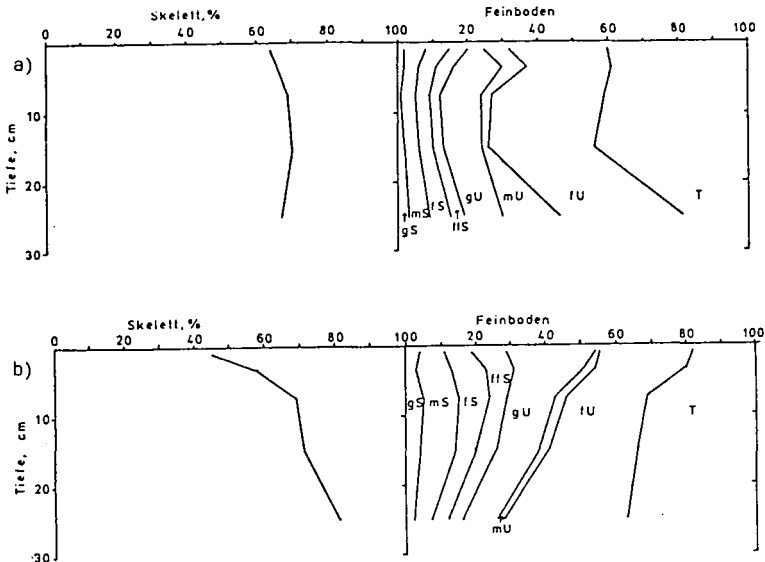 Skelett, %
Feinboden
0 20 40 60 80 100 20 40 60 80 100
a)
Tiefe, cm
10
20
30
gS mS fS ffS gU mU fU T
Skelett, %
Feinboden
0 20 40 60 80 100 20 40 60 80 100
b)
Tiefe, cm
10
20
30
gS mS fS ffS gU mU fU T